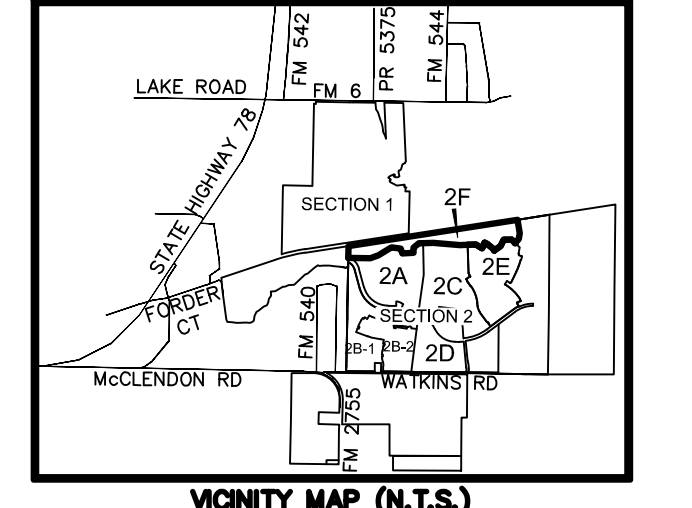 FM 542
PR 5375
FM 544
LAKE ROAD
FM 6
STATE HIGHWAY 78
SECTION 1
2F
2A
2C
2E
FORDER CT
FM 540
SECTION 2
2B-1
2B-2
2D
McCLENDON RD
WATKINS RD
FM 2755
VICINITY MAP (N.T.S.)